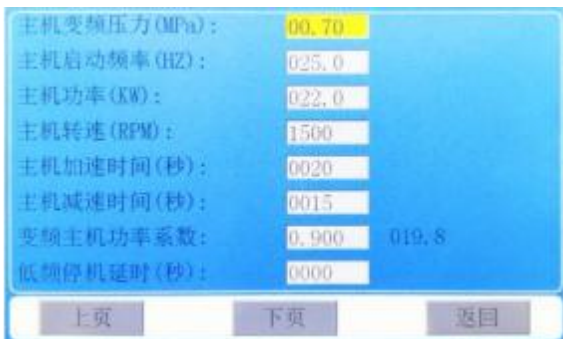 主机变频压力(MPa): 00.70
主机启动频率(HZ): 025.0
主机功率(KW): 022.0
主机转速(RPM): 1500
主机加速时间(秒): 0020
主机减速时间(秒): 0015
变频主机功率系数: 0.900 019.8
低频停机延时(秒): 0000
上页 下页 返回